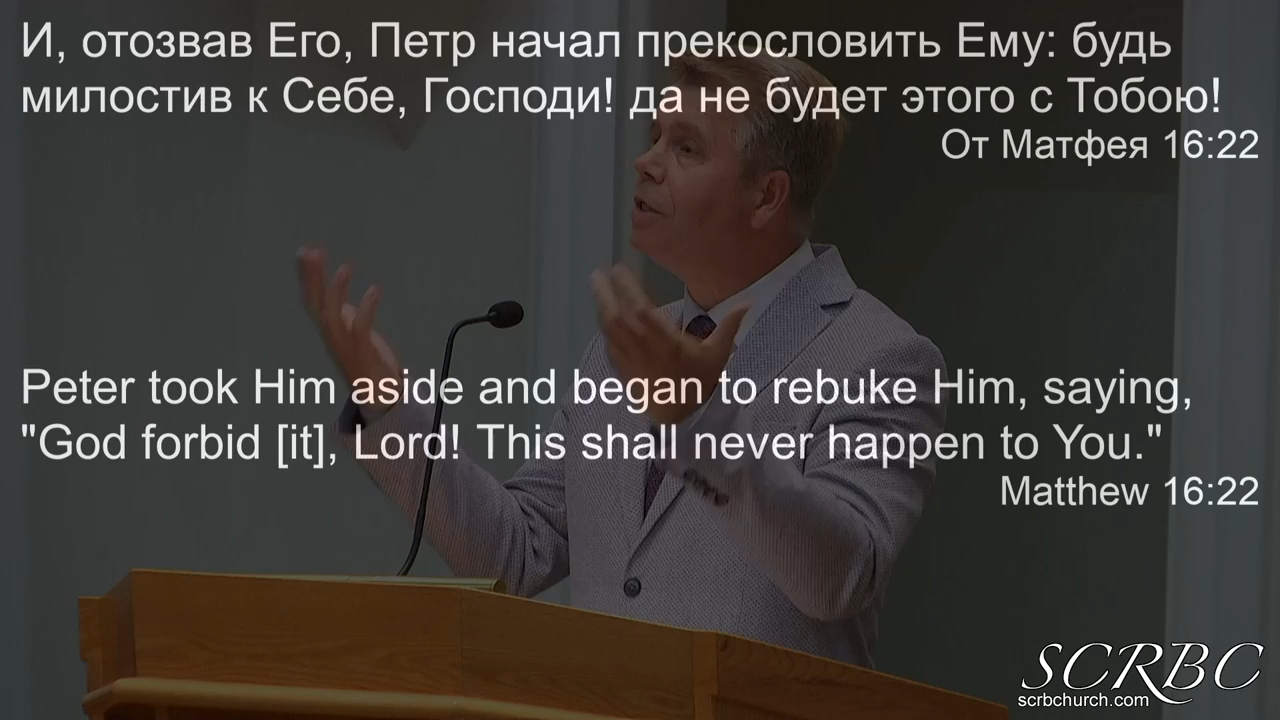 И, отозвав Его, Петр начал прекословить Ему: будь
милостив к Себе, Господи! да не будет этого с Тобою!
От Матфея 16:22
Peter took Him aside and began to rebuke Him, saying,
"God forbid [it], Lord! This shall never happen to You."
Matthew 16:22
SCRBC
scrbchurch.com